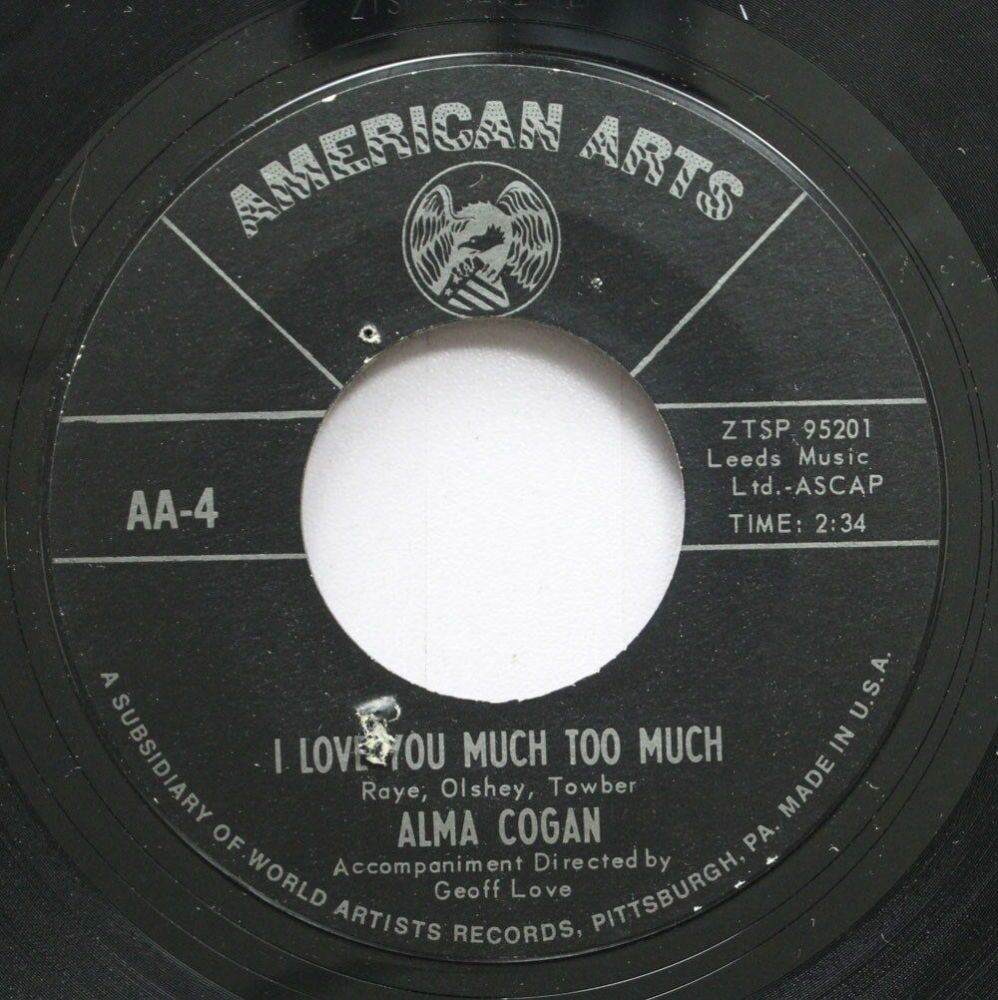 AMERICAN ARTS
ZTSP 95201
Leeds Music
Ltd.-ASCAP
TIME: 2:34
AA-4
I LOVE YOU MUCH TOO MUCH
Raye, Olshey, Towber
ALMA COGAN
Accompaniment Directed by
Geoff Love
A SUBSIDIARY OF WORLD ARTISTS RECORDS, PITTSBURGH, PA. MADE IN U.S.A.